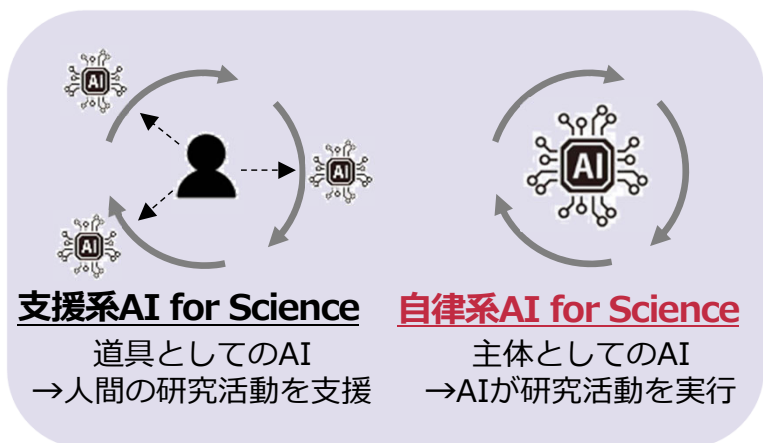 AI
AI
AI
AI
支援系AI for Science
道具としてのAI
→人間の研究活動を支援
自律系AI for Science
主体としてのAI
→AIが研究活動を実行